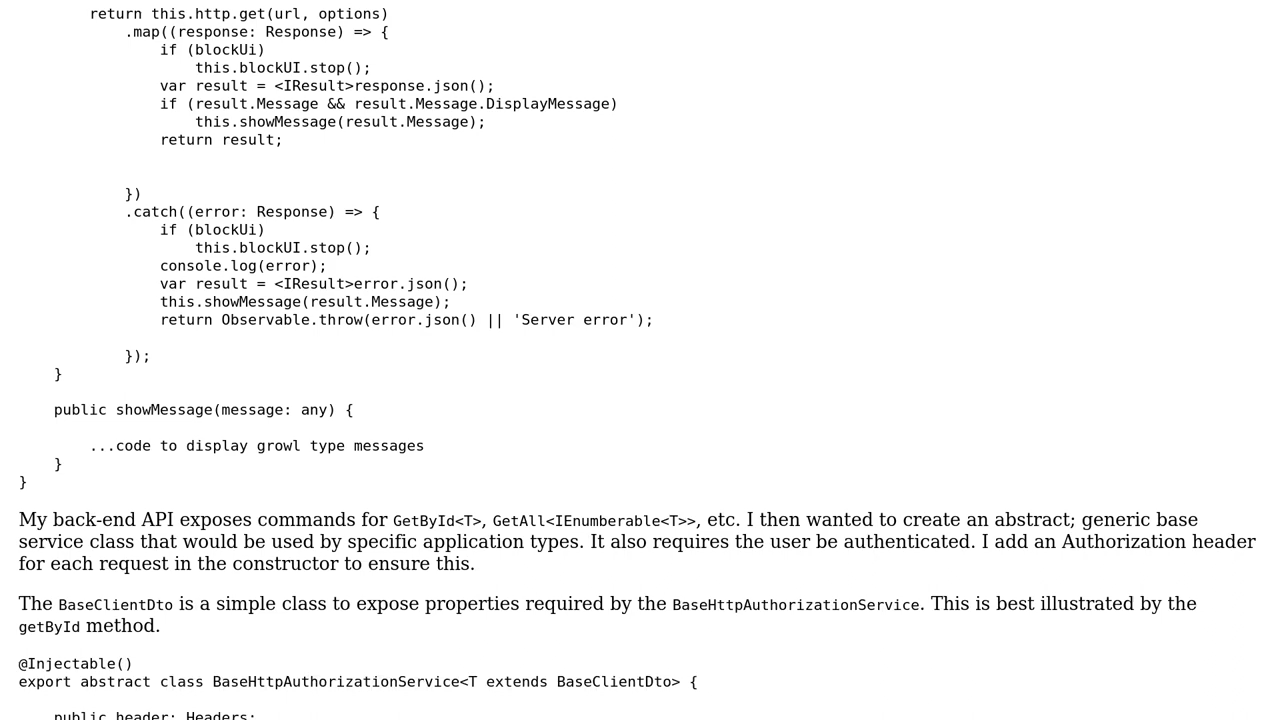 return this.http.get(url, options)
.map((response: Response) => {
if (blockUi)
this.blockUI.stop();
var result = <IResult>response.json();
if (result.Message && result.Message.DisplayMessage)
this.showMessage(result.Message);
return result;
})
.catch((error: Response) => {
if (blockUi)
this.blockUI.stop();
console.log(error);
var result = <IResult>error.json();
this.showMessage(result.Message);
return Observable.throw(error.json() || 'Server error');
});
}
public showMessage(message: any) {
...code to display growl type messages
}
}
My back-end API exposes commands for GetById<T>, GetAll<IEnumberable<T>>, etc. I then wanted to create an abstract; generic base
service class that would be used by specific application types. It also requires the user be authenticated. I add an Authorization header
for each request in the constructor to ensure this.
The BaseClientDto is a simple class to expose properties required by the BaseHttpAuthorizationService. This is best illustrated by the
getById method.
@Injectable()
export abstract class BaseHttpAuthorizationService<T extends BaseClientDto> {
public header: Headers;